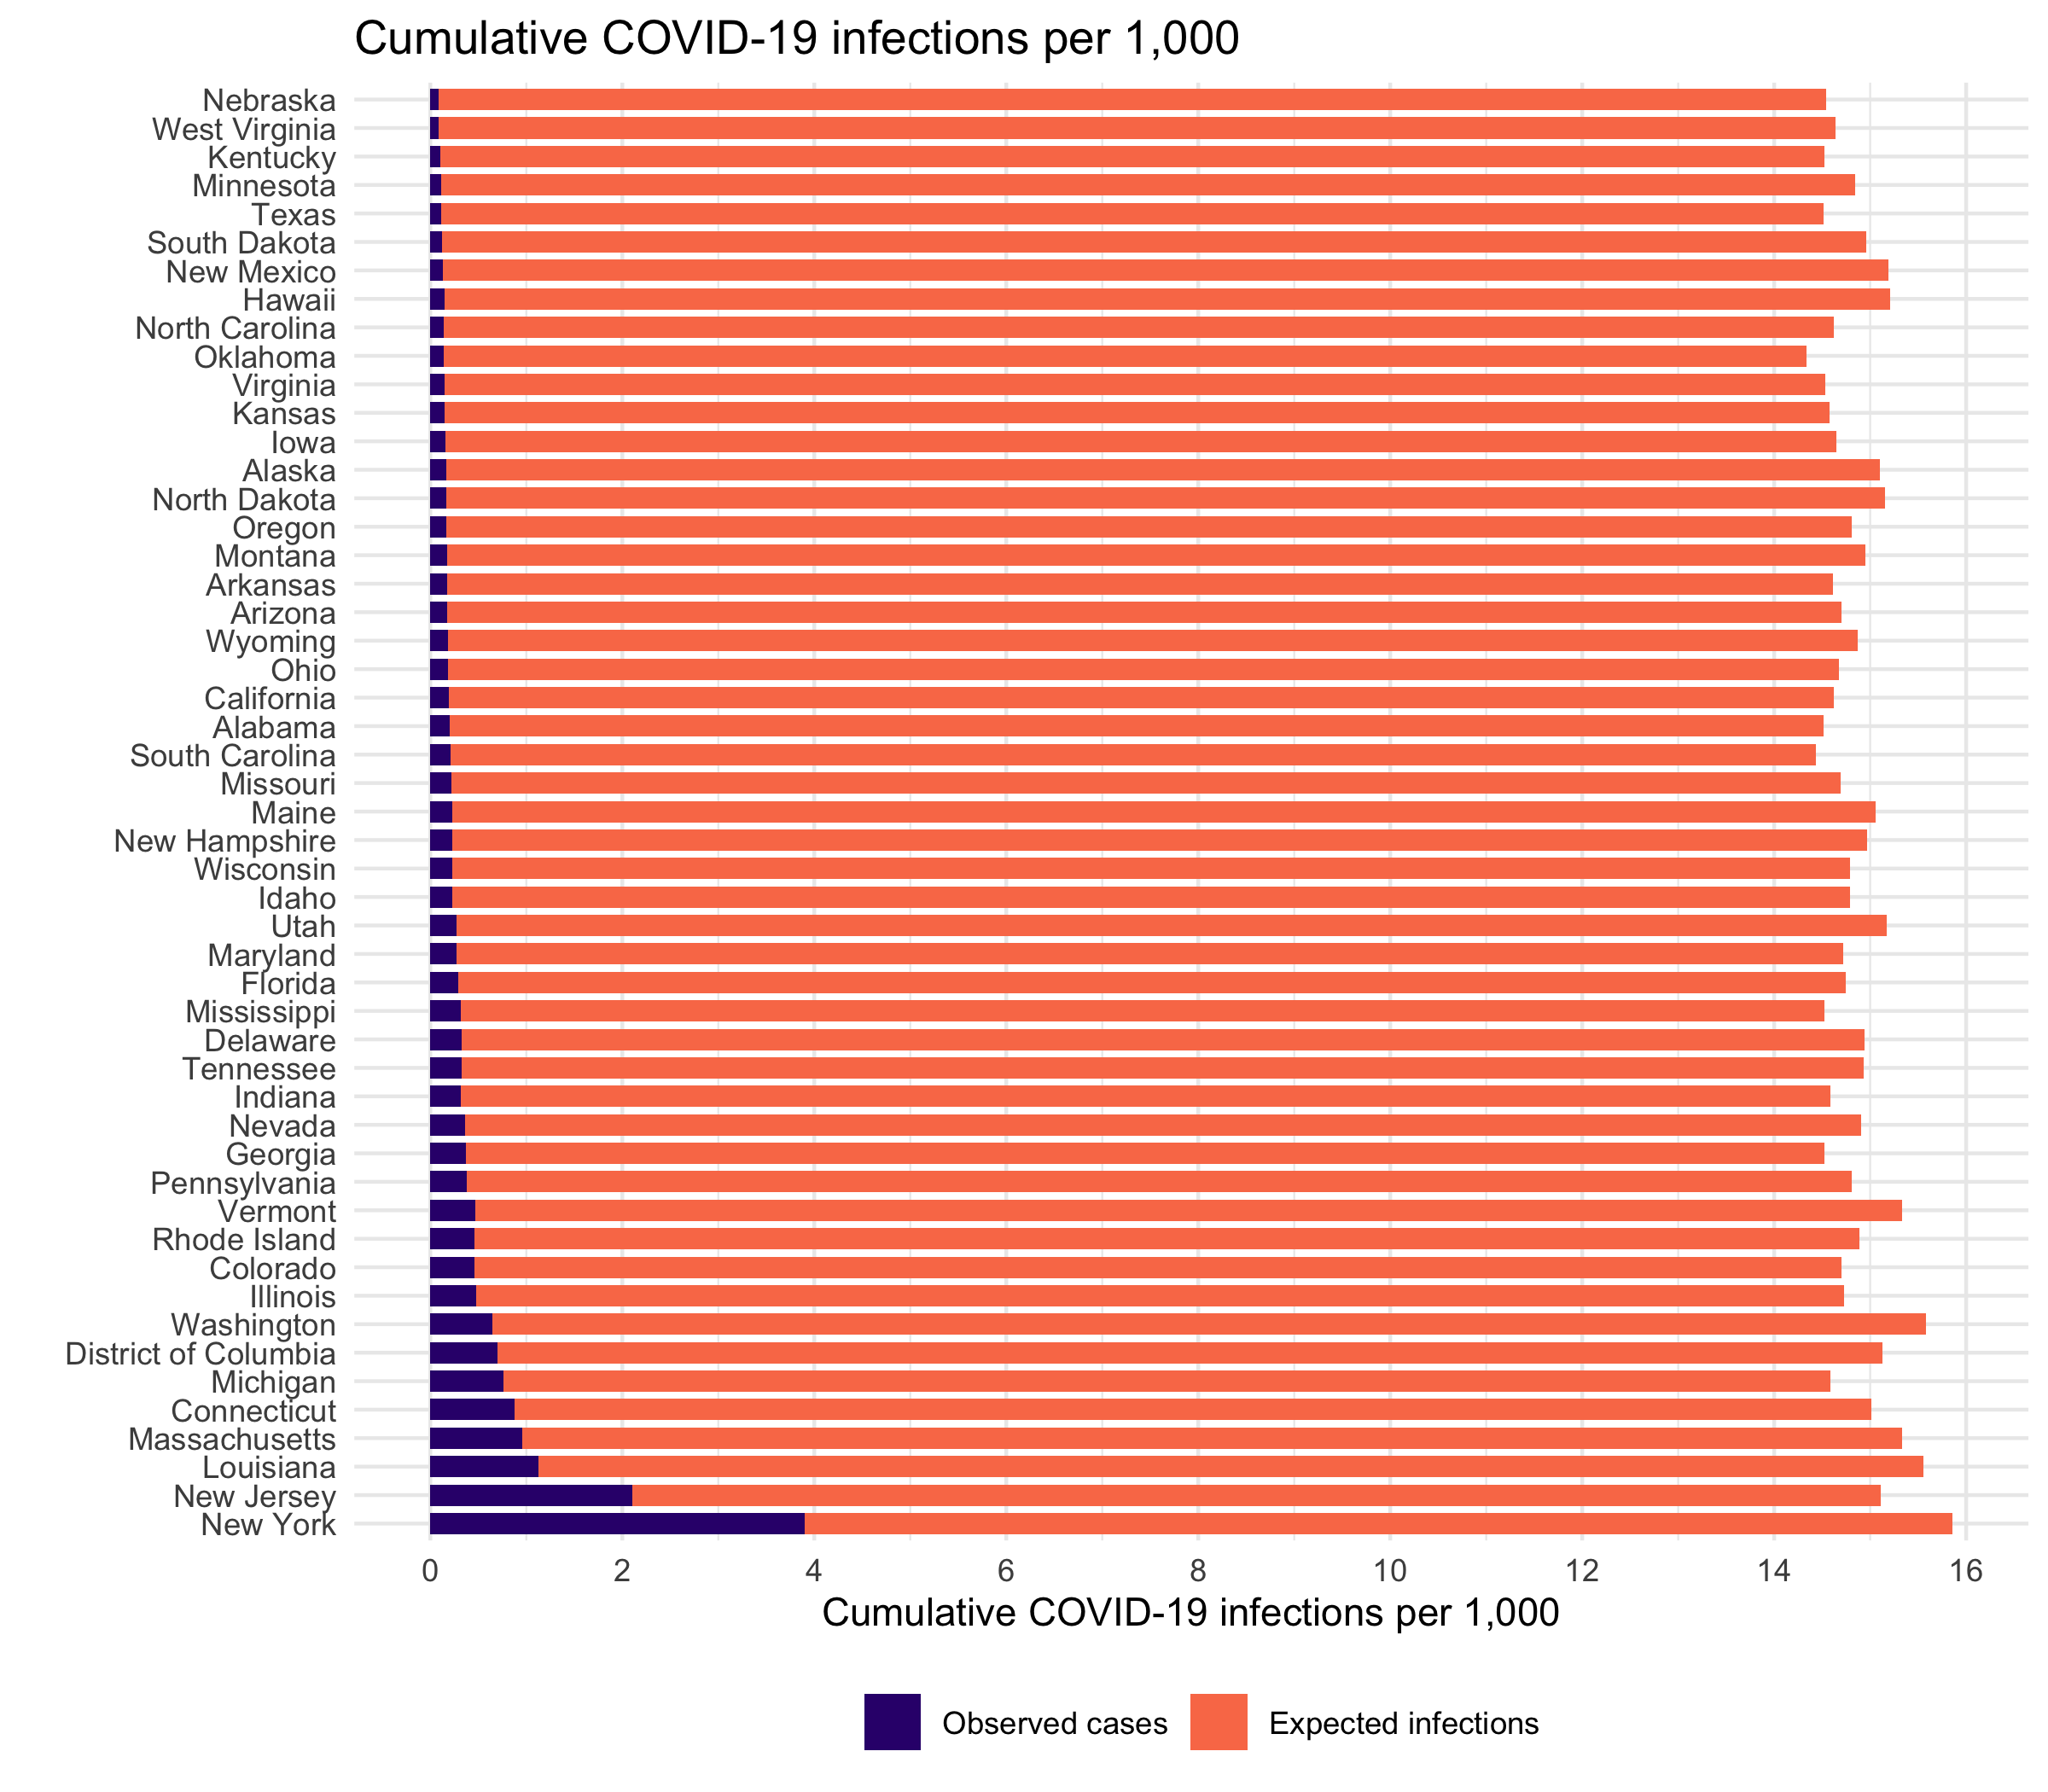 Cumulative COVID-19 infections per 1,000
Nebraska
West Virginia
Kentucky
Minnesota
Texas
South Dakota
New Mexico
Hawaii
North Carolina
Oklahoma
Virginia
Kansas
Iowa
Alaska
North Dakota
Oregon
Montana
Arkansas
Arizona
Wyoming
Ohio
California
Alabama
South Carolina
Missouri
Maine
New Hampshire
Wisconsin
Idaho
Utah
Maryland
Florida
Mississippi
Delaware
Tennessee
Indiana
Nevada
Georgia
Pennsylvania
Vermont
Rhode Island
Colorado
Illinois
Washington
District of Columbia
Michigan
Connecticut
Massachusetts
Louisiana
New Jersey
New York
0 2 4 6 8 10 12 14 16
Cumulative COVID-19 infections per 1,000
Observed cases Expected infections